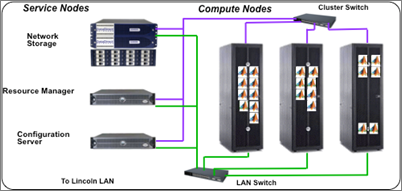 Service Nodes
Compute Nodes
Cluster Switch
Network
Storage
Resource Manager
Configuration
Server
To Lincoln LAN
LAN Switch